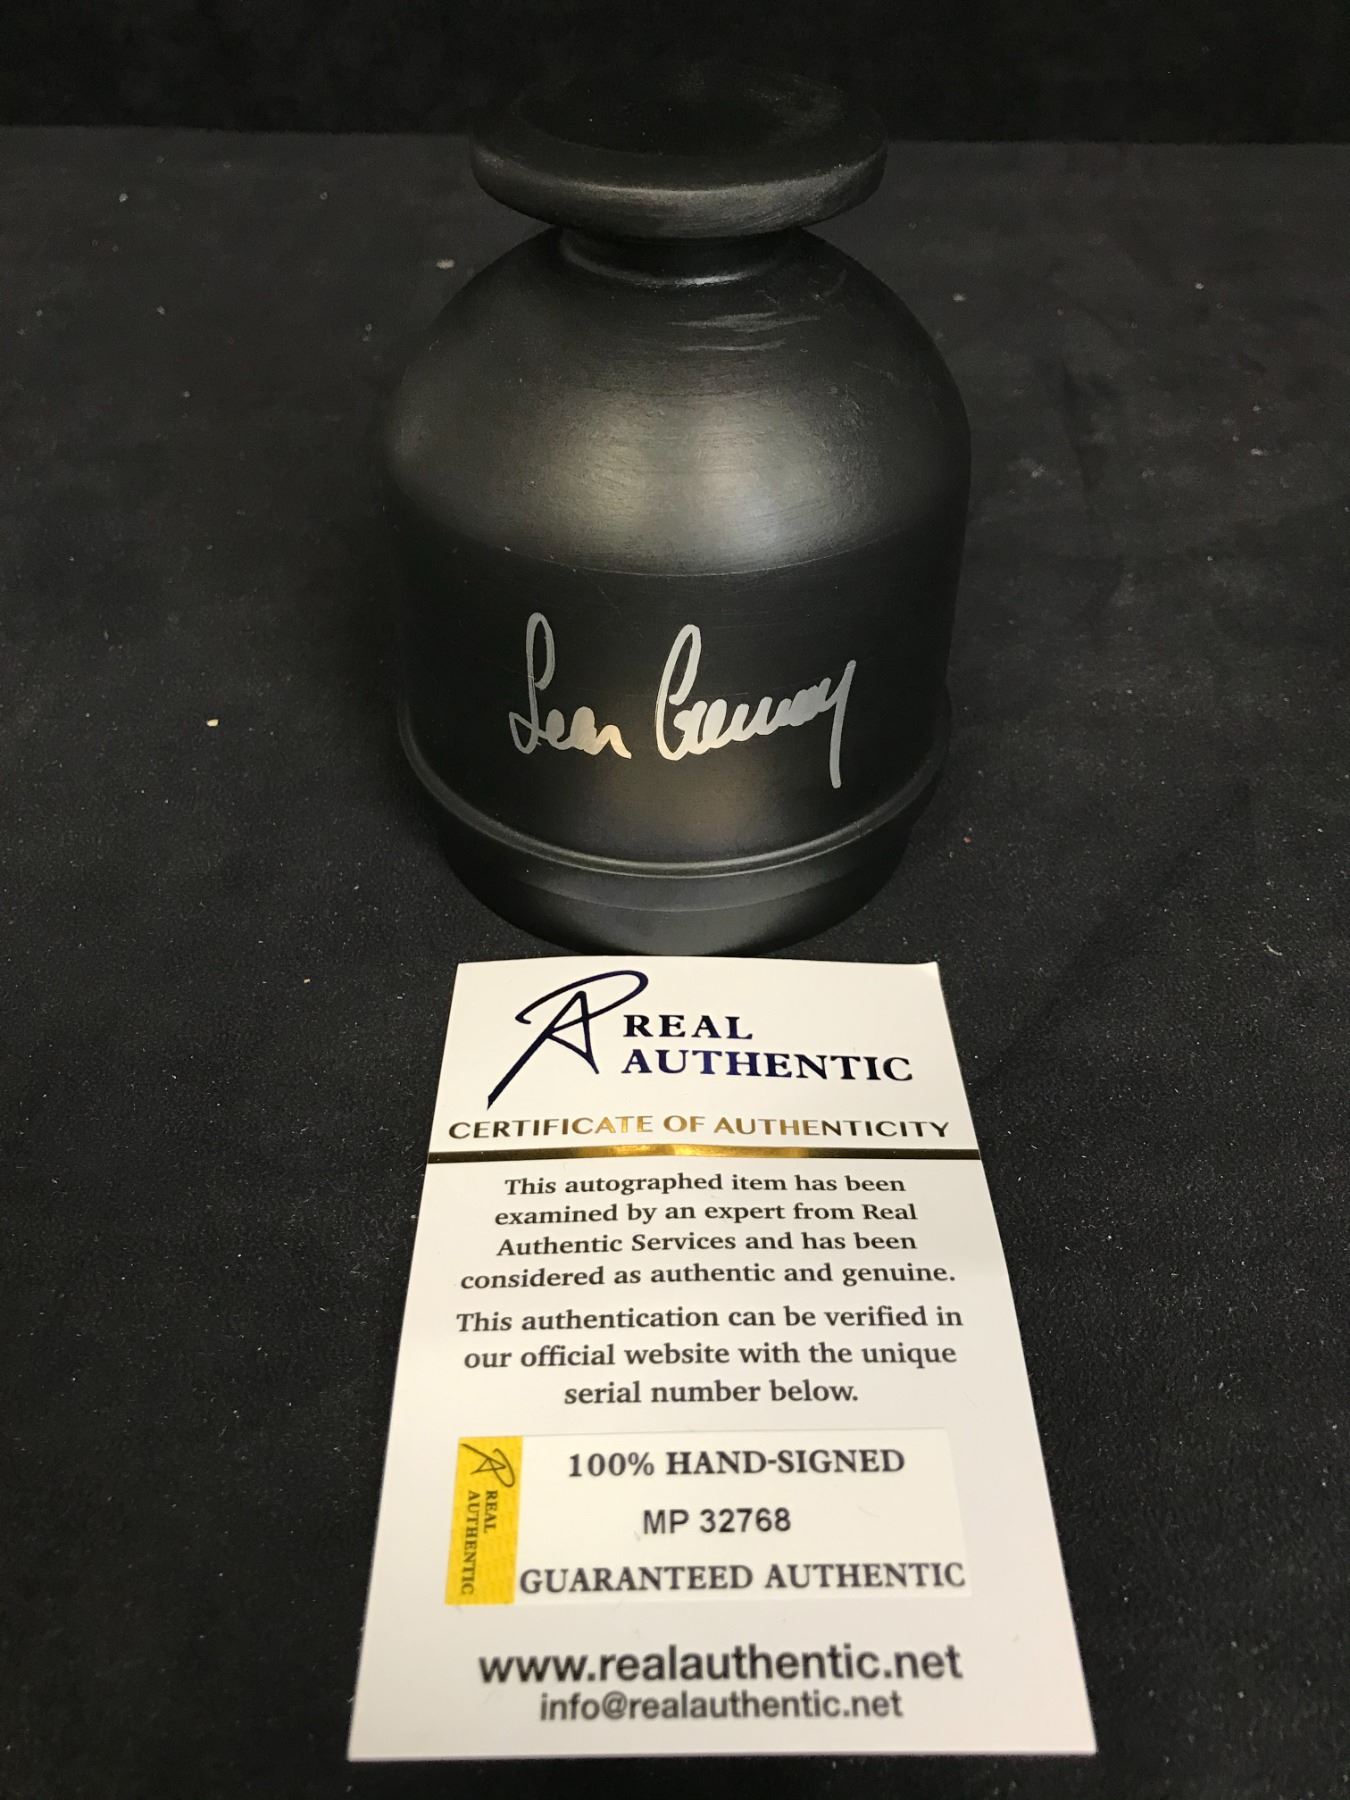 Sean Connery
REAL
AUTHENTIC
CERTIFICATE OF AUTHENTICITY
This autographed item has been
examined by an expert from Real
Authentic Services and has been
considered as authentic and genuine.
This authentication can be verified in
our official website with the unique
serial number below.
REAL
AUTHENTIC
100% HAND-SIGNED
MP 32768
GUARANTEED AUTHENTIC
www.realauthentic.net
info@realauthentic.net